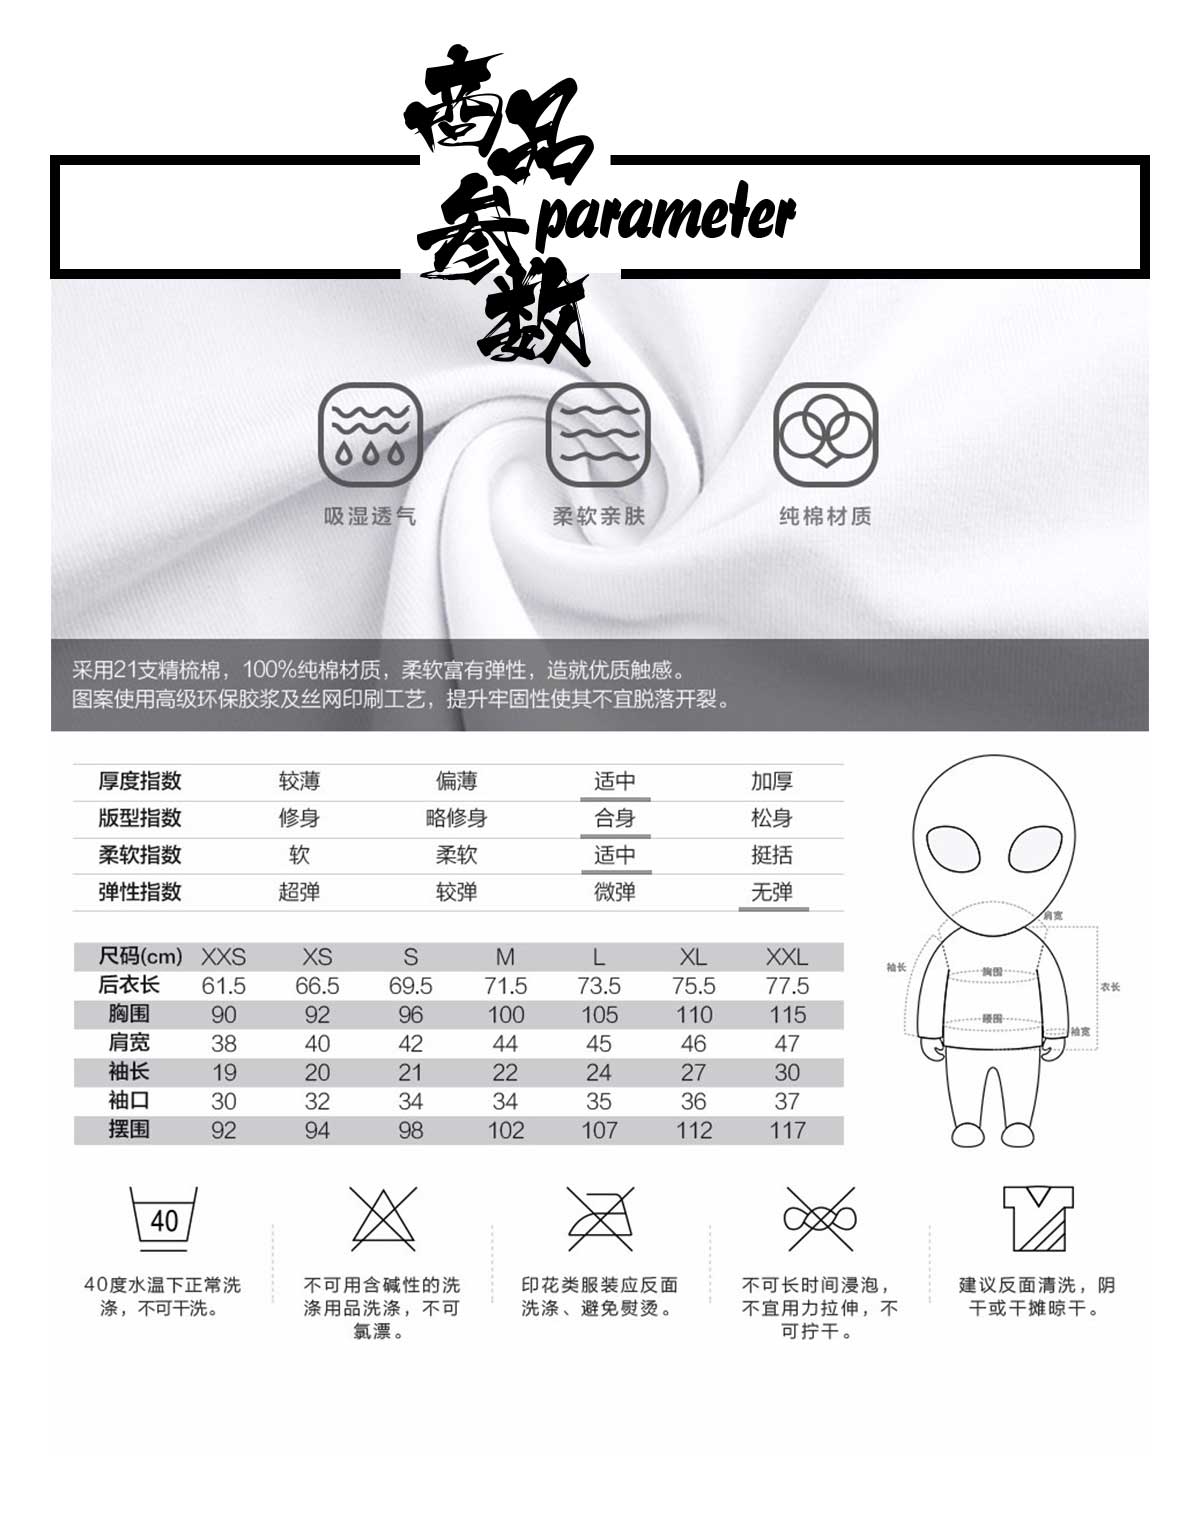 商品
参数
parameter
吸湿透气 柔软亲肤 纯棉材质
采用21支精梳棉，100%纯棉材质，柔软富有弹性，造就优质触感。
图案使用高级环保胶浆及丝网印刷工艺，提升牢固性使其不宜脱落开裂。
厚度指数 较薄 偏薄 适中 加厚
版型指数 修身 略修身 合身 松身
柔软指数 软 柔软 适中 挺括
弹性指数 超弹 较弹 微弹 无弹
尺码(cm) XXS XS S M L XL XXL
后衣长 61.5 66.5 69.5 71.5 73.5 75.5 77.5
胸围 90 92 96 100 105 110 115
肩宽 38 40 42 44 45 46 47
袖长 19 20 21 22 24 27 30
袖口 30 32 34 34 35 36 37
摆围 92 94 98 102 107 112 117
肩宽
袖长
胸围
衣长
腰围
袖宽
40
40度水温下正常洗
涤，不可干洗。
不可用含碱性的洗
涤用品洗涤，不可
氯漂。
印花类服装应反面
洗涤、避免熨烫。
不可长时间浸泡，
不宜用力拉伸，不
可拧干。
建议反面清洗，阴
干或干摊晾干。